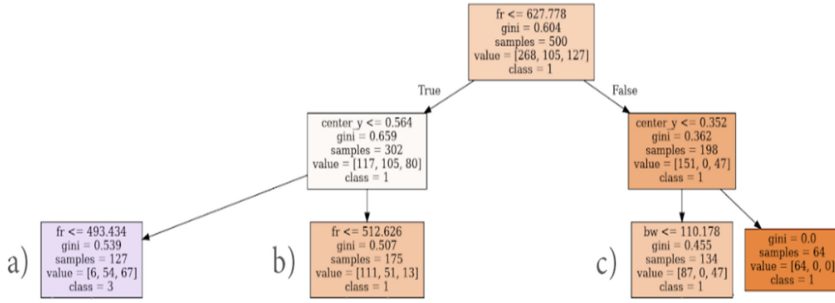 fr <= 627.778
gini = 0.604
samples = 500
value = [268, 105, 127]
class = 1
True
False
center_y <= 0.564
gini = 0.659
samples = 302
value = [117, 105, 80]
class = 1
center_y <= 0.352
gini = 0.362
samples = 198
value = [151, 0, 47]
class = 1
a)
fr <= 493.434
gini = 0.539
samples = 127
value = [6, 54, 67]
class = 3
b)
fr <= 512.626
gini = 0.507
samples = 175
value = [111, 51, 13]
class = 1
c)
bw <= 110.178
gini = 0.455
samples = 134
value = [87, 0, 47]
class = 1
gini = 0.0
samples = 64
value = [64, 0, 0]
class = 1